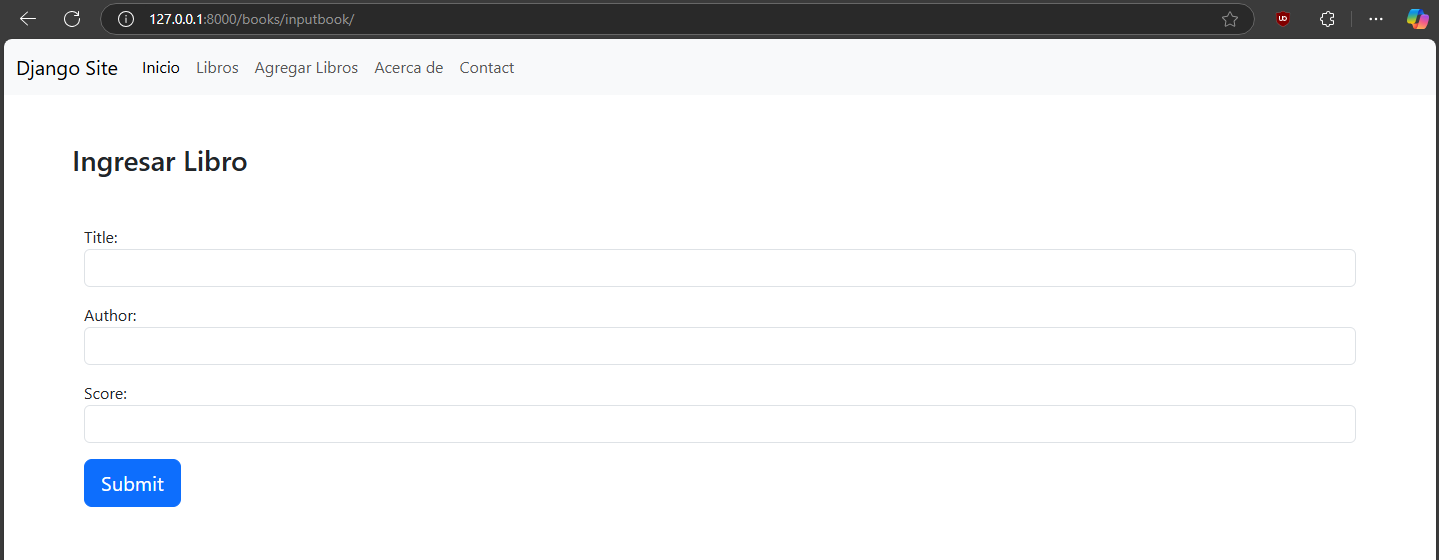 127.0.0.1:8000/books/inputbook/
Django Site Inicio Libros Agregar Libros Acerca de Contact
Ingresar Libro
Title:
Author:
Score:
Submit